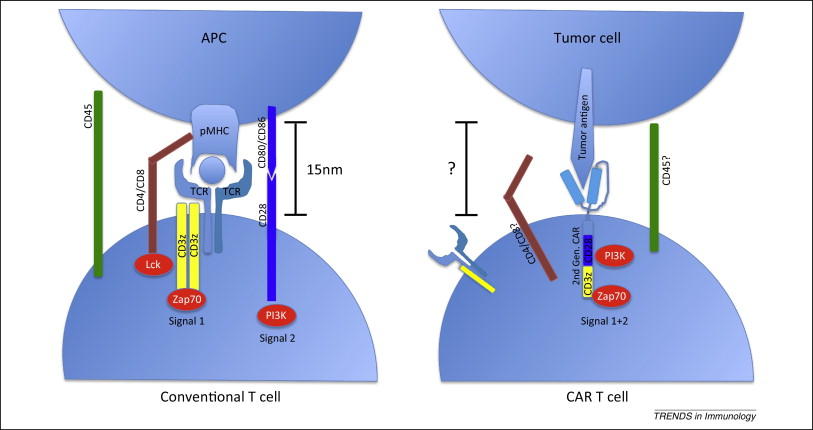 APC
CD45
pMHC
CD80/CD86
CD4/CD8
TCR
TCR
15nm
CD28
CD3z
CD3z
Lck
Zap70
Signal 1
PI3K
Signal 2
Conventional T cell
Tumor cell
Tumor antigen
?
CD45?
CD4/CD8?
2nd Gen. CAR
CD28
CD3z
PI3K
Zap70
Signal 1+2
CAR T cell
TRENDS in Immunology